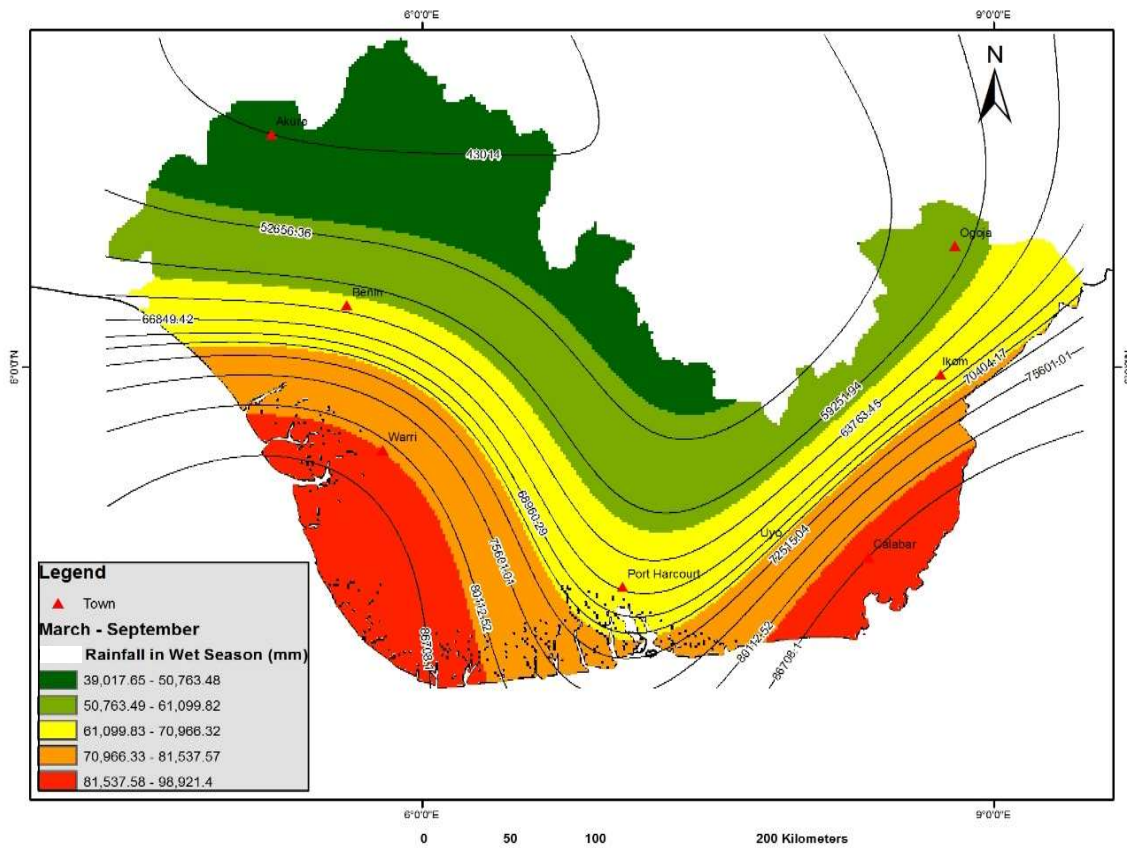 6°0'0"E
9°0'0"E
N
Akure
43014
Ogoja
52656.36
Benin
66849.42
6°0'0"N
6°0'0"N
Ikom
70404.17
75601.01
59251.94
63763.45
Warri
68960.29
Uyo
72515.04
Calabar
75601.01
Port Harcourt
80112.52
80112.52
86708.1
86708.1
Legend
Town
March - September
Rainfall in Wet Season (mm)
39,017.65 - 50,763.48
50,763.49 - 61,099.82
61,099.83 - 70,966.32
70,966.33 - 81,537.57
81,537.58 - 98,921.4
6°0'0"E
9°0'0"E
0 50 100 200 Kilometers